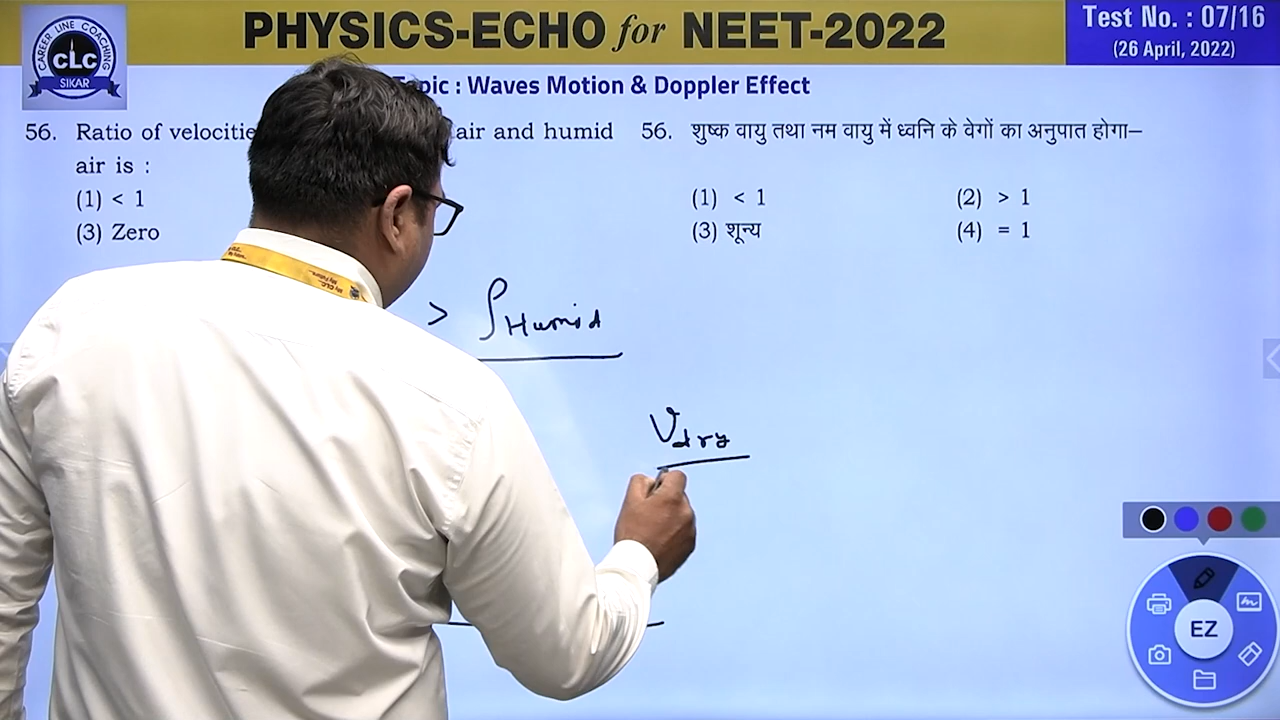 PHYSICS-ECHO for NEET-2022
Test No. : 07/16
(26 April, 2022)
CAREER LINE COACHING
CLC
SIKAR
Topic : Waves Motion & Doppler Effect
56. Ratio of velocitie air and humid
air is :
(1) < 1
(3) Zero
56. शुष्क वायु तथा नम वायु में ध्वनि के वेगों का अनुपात होगा–
(1) < 1 (2) > 1
(3) शून्य (4) = 1
> ρHumid
Vdry
EZ